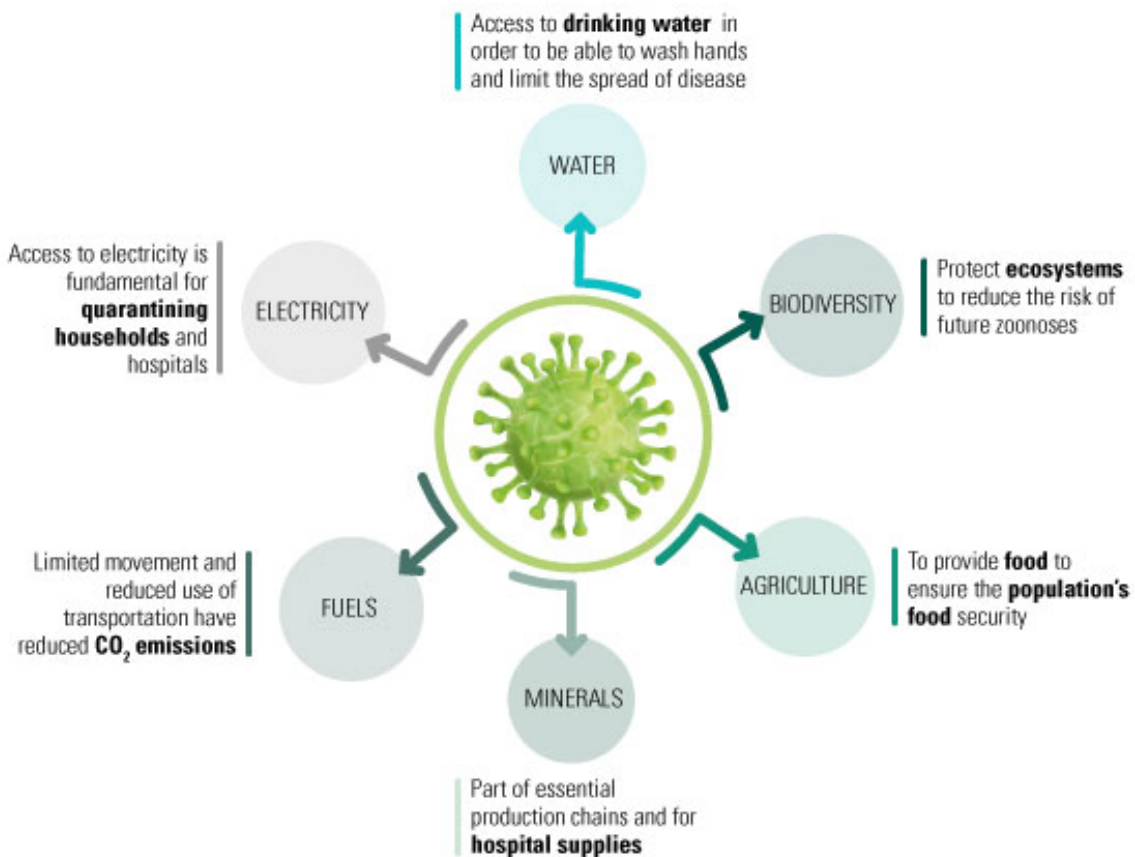 Access to drinking water in
order to be able to wash hands
and limit the spread of disease
WATER
Access to electricity is
fundamental for
quarantining
households and
hospitals
ELECTRICITY
BIODIVERSITY
Protect ecosystems
to reduce the risk of
future zoonoses
Limited movement and
reduced use of
transportation have
reduced CO₂ emissions
FUELS
AGRICULTURE
To provide food to
ensure the population's
food security
MINERALS
Part of essential
production chains and for
hospital supplies